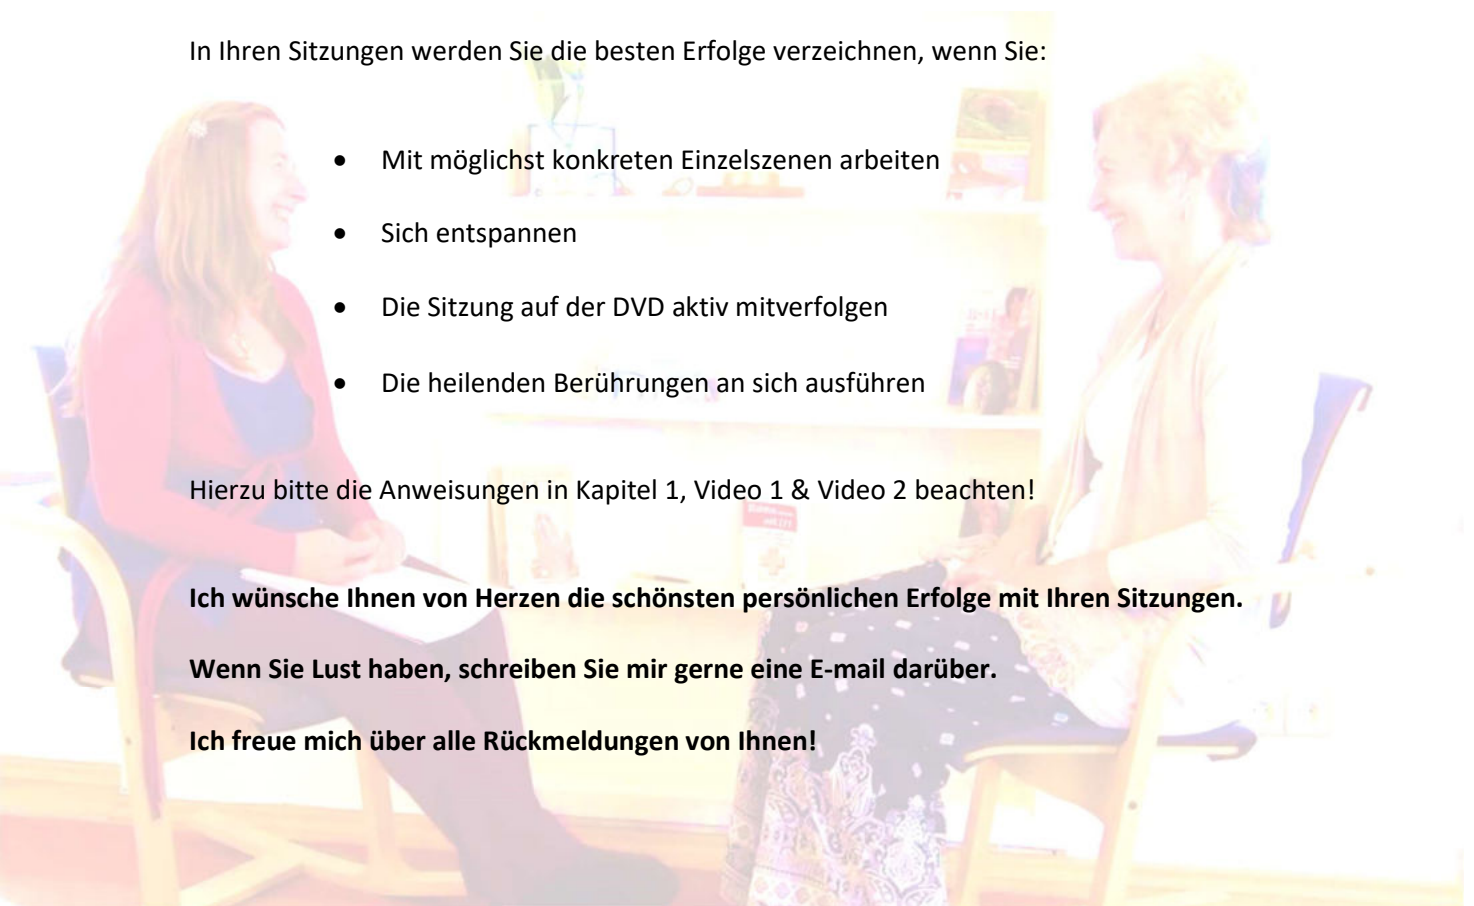 In Ihren Sitzungen werden Sie die besten Erfolge verzeichnen, wenn Sie:
• Mit möglichst konkreten Einzelszenen arbeiten
• Sich entspannen
• Die Sitzung auf der DVD aktiv mitverfolgen
• Die heilenden Berührungen an sich ausführen
Hierzu bitte die Anweisungen in Kapitel 1, Video 1 & Video 2 beachten!
Ich wünsche Ihnen von Herzen die schönsten persönlichen Erfolge mit Ihren Sitzungen.
Wenn Sie Lust haben, schreiben Sie mir gerne eine E-mail darüber.
Ich freue mich über alle Rückmeldungen von Ihnen!